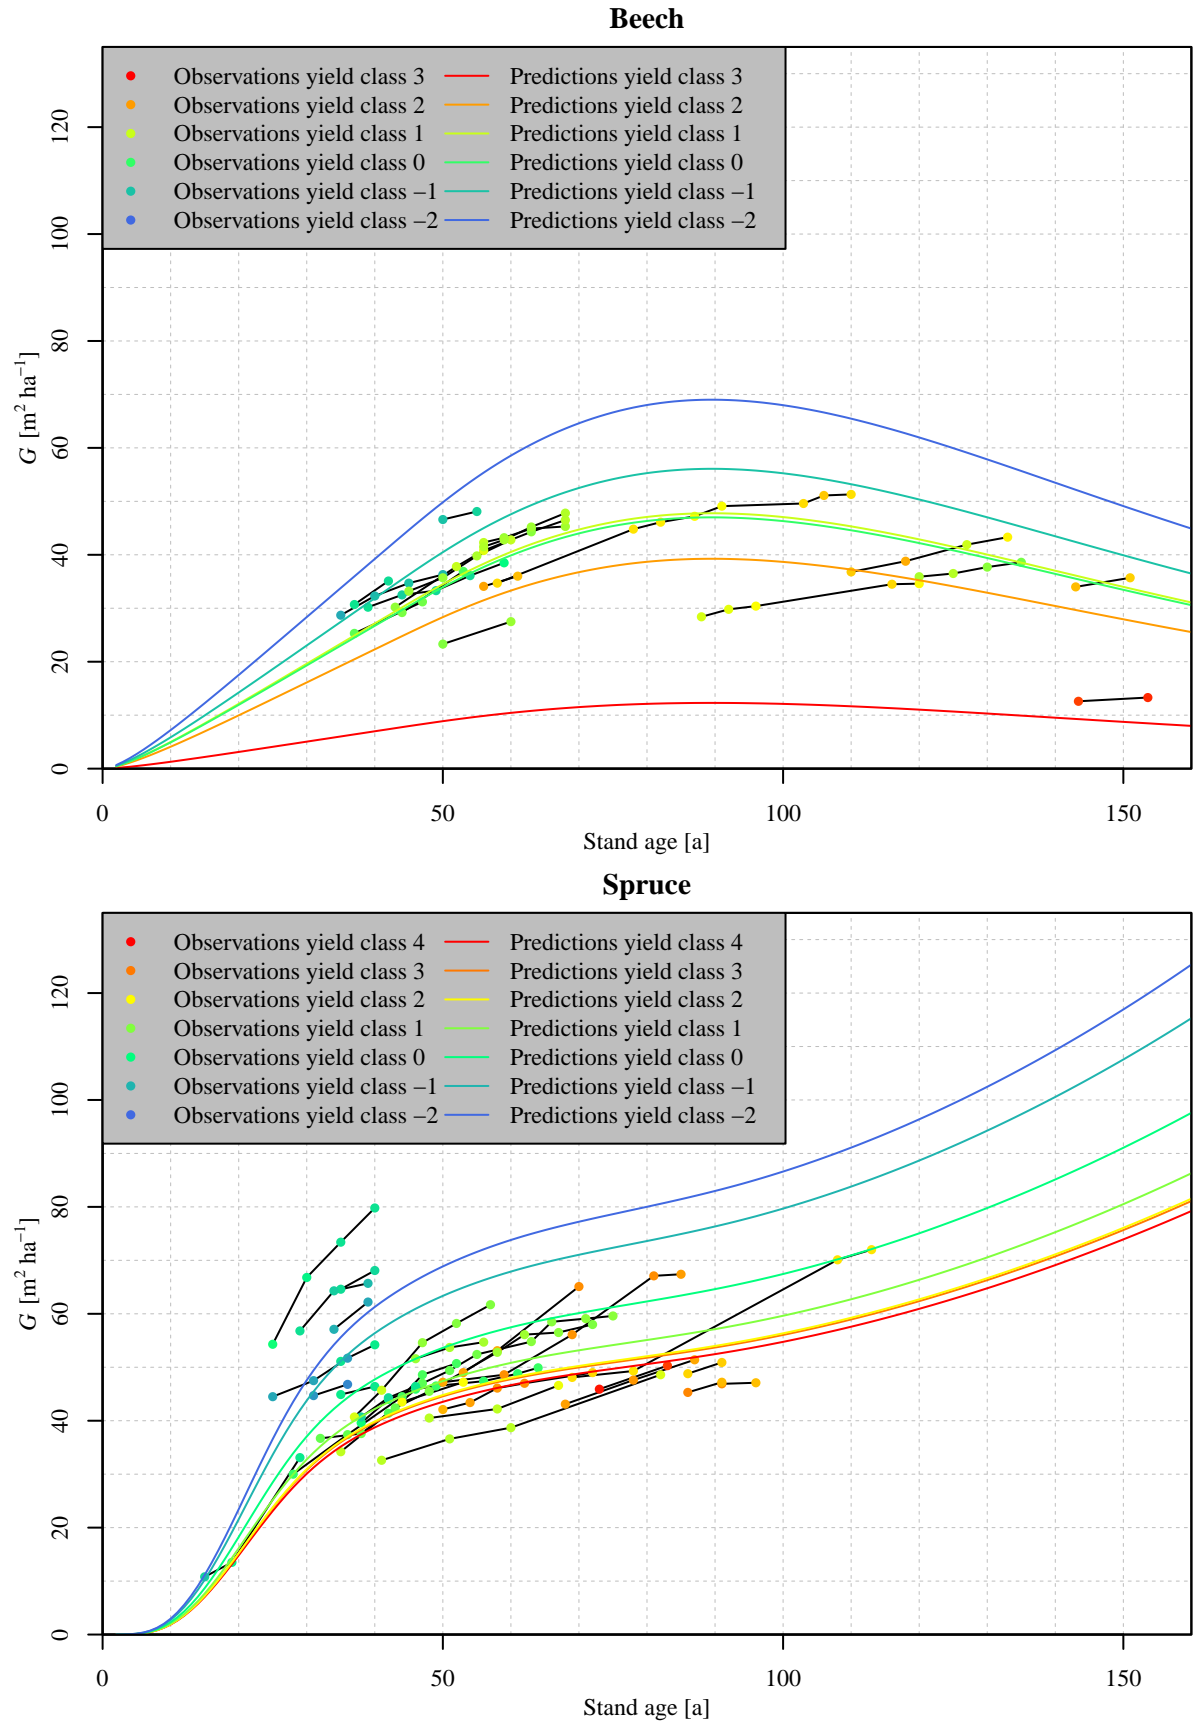 Beech
Observations yield class 3 Predictions yield class 3
Observations yield class 2 Predictions yield class 2
Observations yield class 1 Predictions yield class 1
Observations yield class 0 Predictions yield class 0
Observations yield class −1 Predictions yield class −1
Observations yield class −2 Predictions yield class −2
G [m² ha⁻¹]
0 20 40 60 80 100 120
0 50 100 150
Stand age [a]
Spruce
Observations yield class 4 Predictions yield class 4
Observations yield class 3 Predictions yield class 3
Observations yield class 2 Predictions yield class 2
Observations yield class 1 Predictions yield class 1
Observations yield class 0 Predictions yield class 0
Observations yield class −1 Predictions yield class −1
Observations yield class −2 Predictions yield class −2
G [m² ha⁻¹]
0 20 40 60 80 100 120
0 50 100 150
Stand age [a]